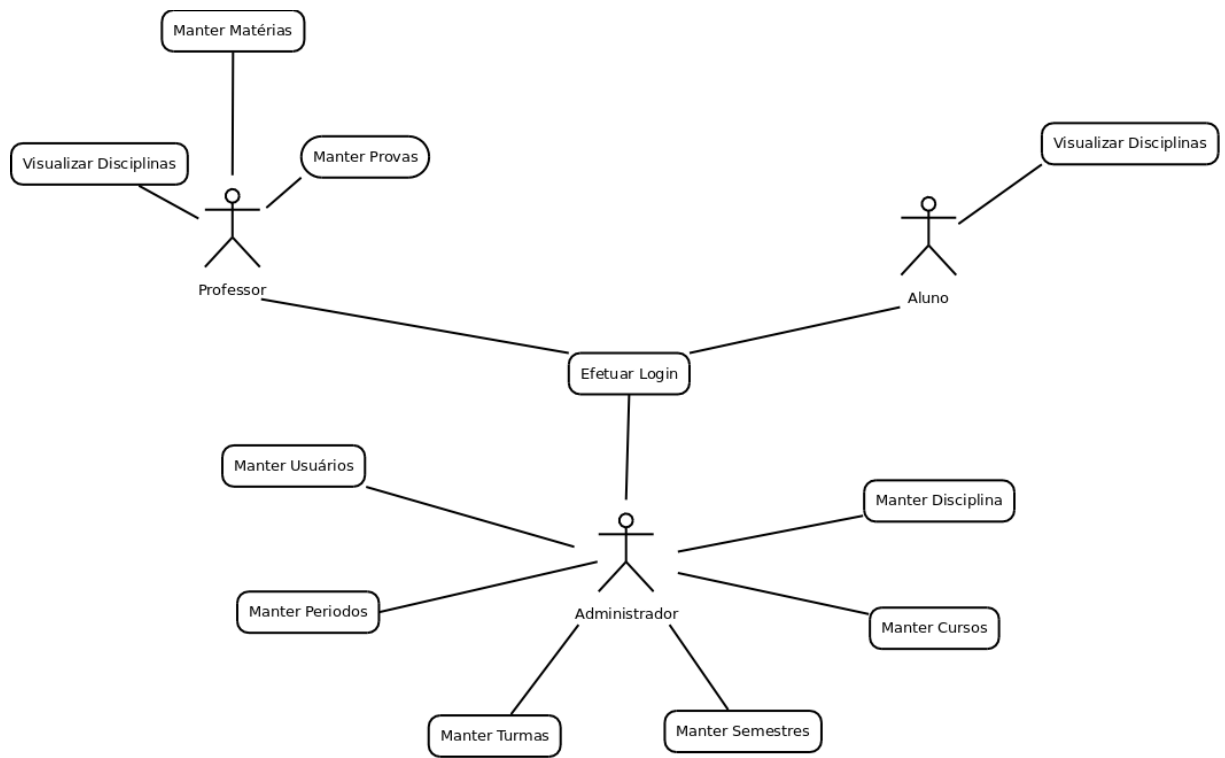 Manter Matérias
Visualizar Disciplinas
Manter Provas
Visualizar Disciplinas
Professor
Aluno
Efetuar Login
Manter Usuários
Manter Disciplina
Manter Periodos
Administrador
Manter Cursos
Manter Turmas
Manter Semestres